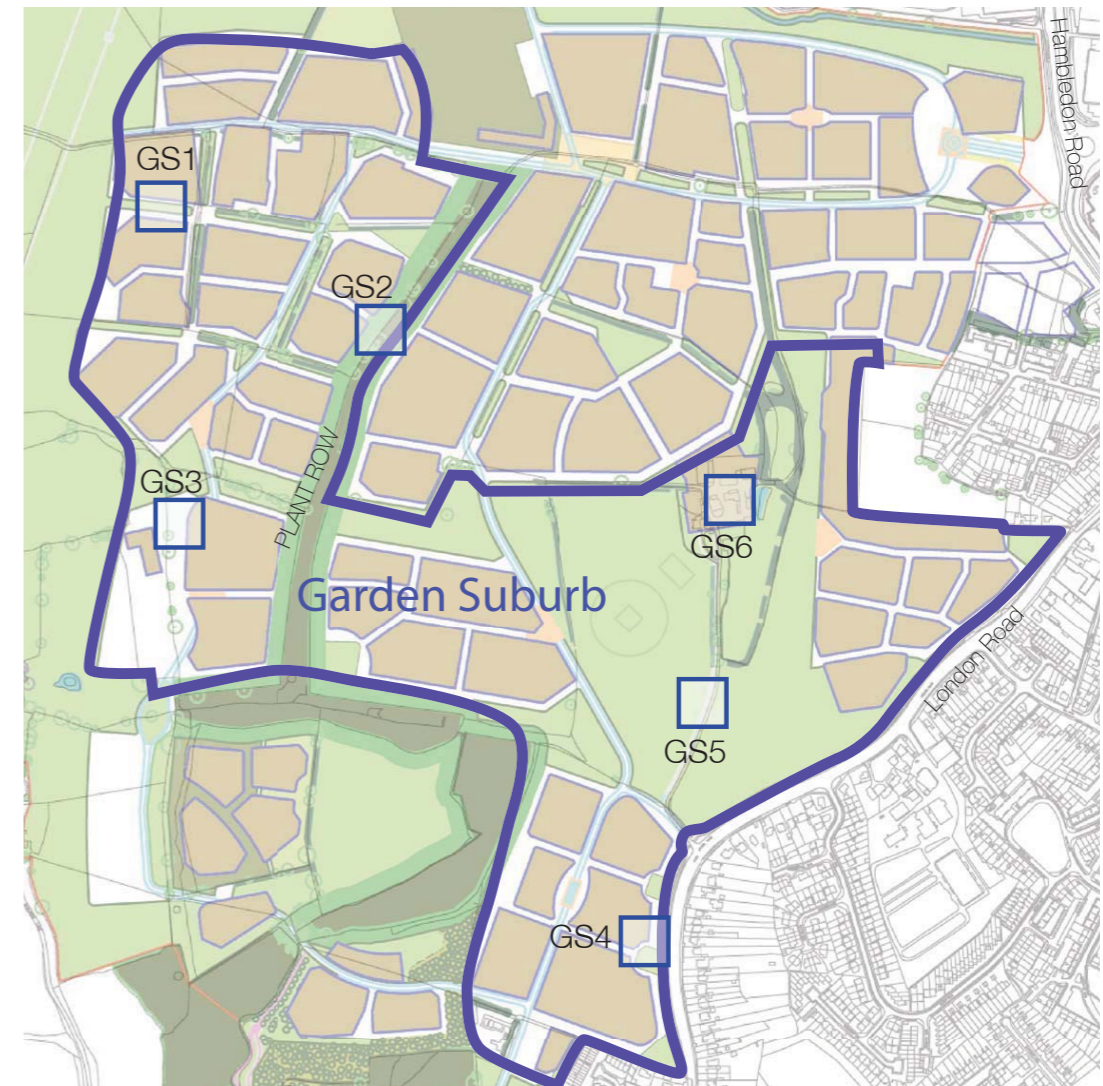 Hambledon Road
GS1
GS2
PLANT ROW
GS3
GS6
Garden Suburb
London Road
GS5
GS4